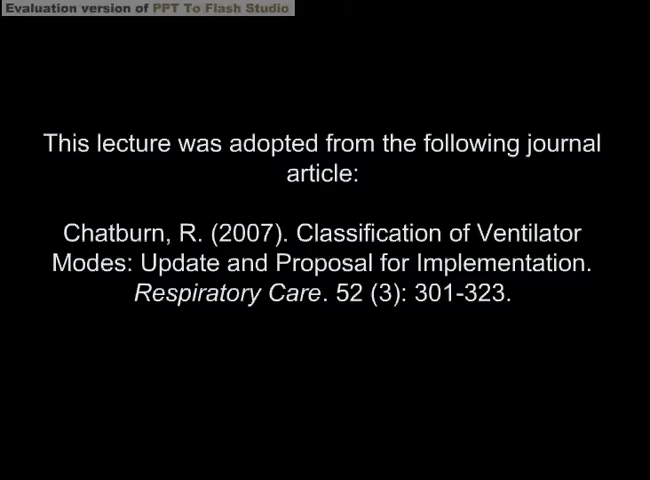 Evaluation version of PPT To Flash Studio
This lecture was adopted from the following journal
article:
Chatburn, R. (2007). Classification of Ventilator
Modes: Update and Proposal for Implementation.
Respiratory Care. 52 (3): 301-323.